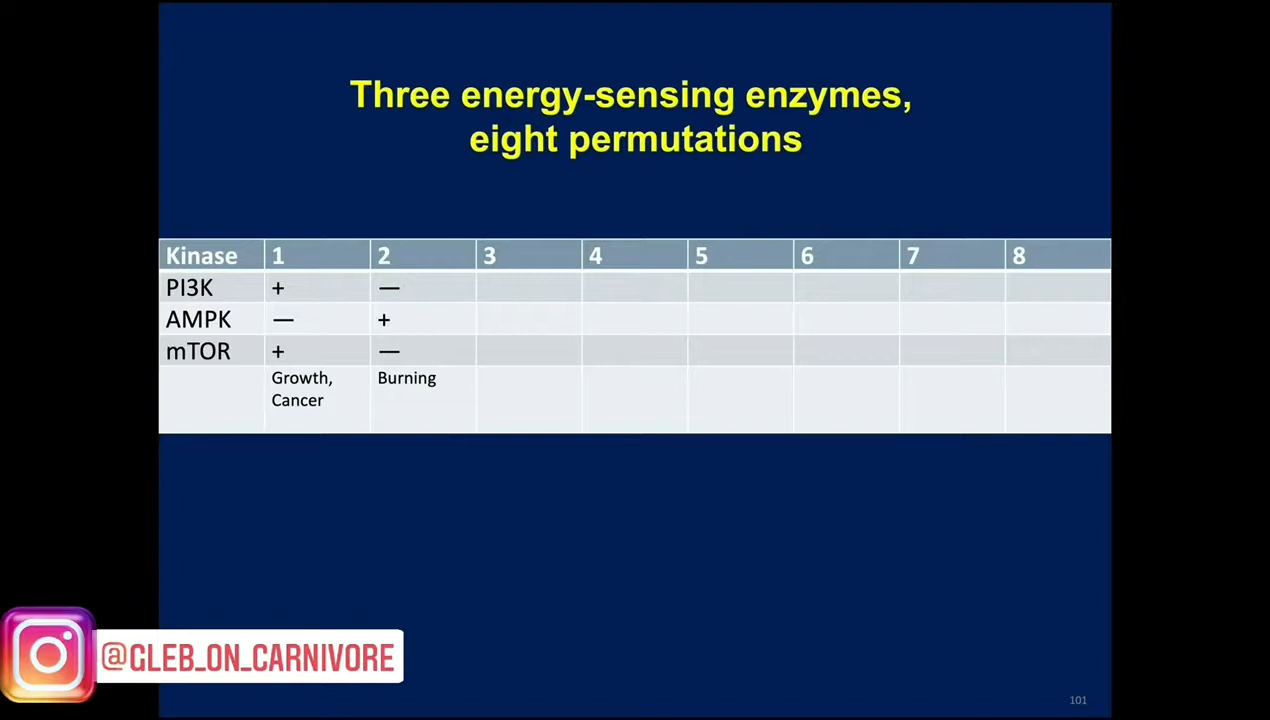 Three energy-sensing enzymes,
eight permutations
Kinase 1 2 3 4 5 6 7 8
PI3K + —
AMPK — +
mTOR + —
Growth, Burning
Cancer
@GLEB_ON_CARNIVORE
101